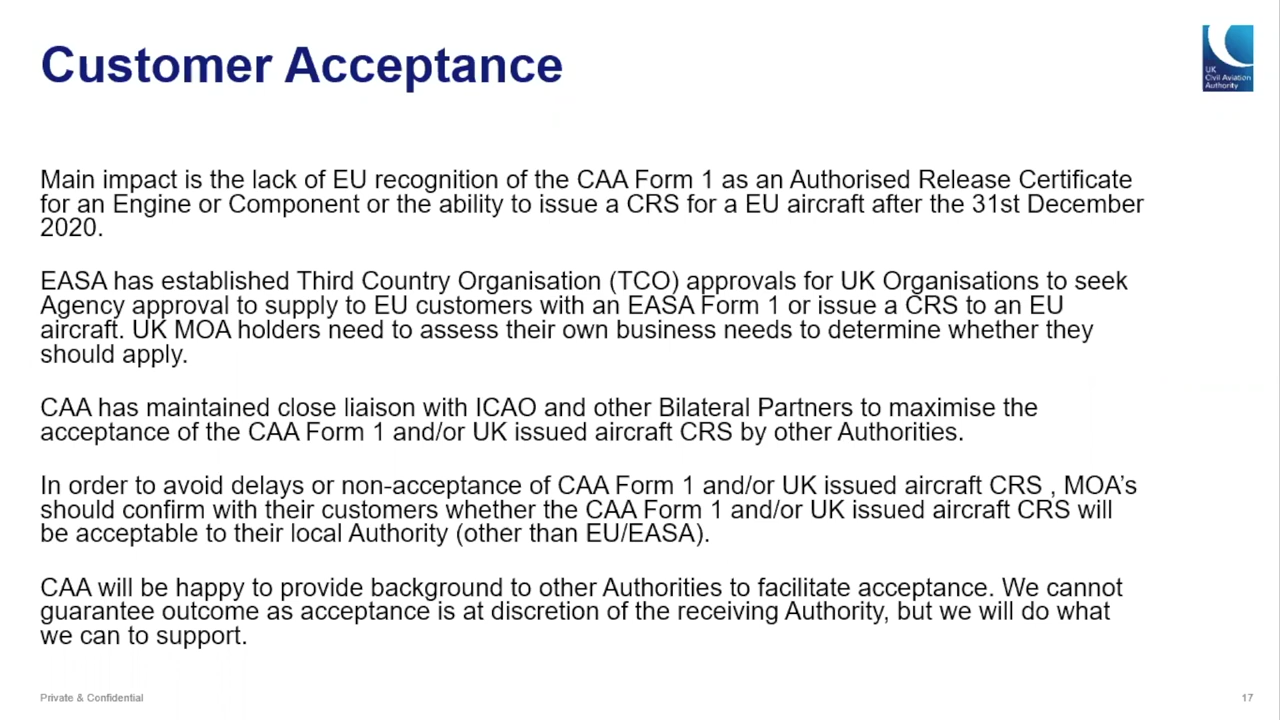 Customer Acceptance
UK
Civil Aviation
Authority
Main impact is the lack of EU recognition of the CAA Form 1 as an Authorised Release Certificate
for an Engine or Component or the ability to issue a CRS for a EU aircraft after the 31st December
2020.
EASA has established Third Country Organisation (TCO) approvals for UK Organisations to seek
Agency approval to supply to EU customers with an EASA Form 1 or issue a CRS to an EU
aircraft. UK MOA holders need to assess their own business needs to determine whether they
should apply.
CAA has maintained close liaison with ICAO and other Bilateral Partners to maximise the
acceptance of the CAA Form 1 and/or UK issued aircraft CRS by other Authorities.
In order to avoid delays or non-acceptance of CAA Form 1 and/or UK issued aircraft CRS , MOA's
should confirm with their customers whether the CAA Form 1 and/or UK issued aircraft CRS will
be acceptable to their local Authority (other than EU/EASA).
CAA will be happy to provide background to other Authorities to facilitate acceptance. We cannot
guarantee outcome as acceptance is at discretion of the receiving Authority, but we will do what
we can to support.
Private & Confidential
17